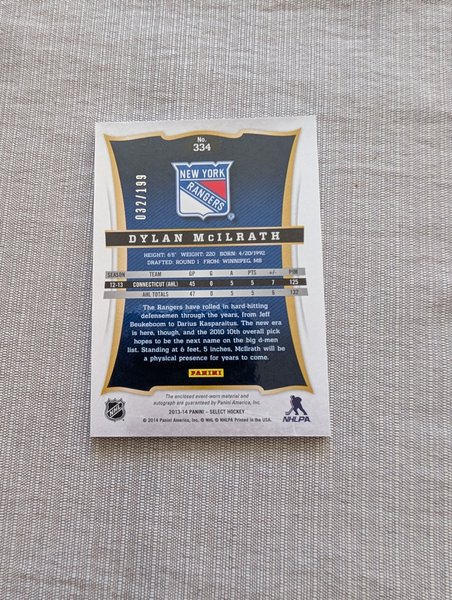 No.
334
NEW YORK
RANGERS
032/199
DYLAN McILRATH
HEIGHT: 6'5" WEIGHT: 220 BORN: 4/20/1992
DRAFTED: ROUND 1 FROM: WINNIPEG, MB
SEASON TEAM GP G A PTS +/- PIM
12-13 CONNECTICUT (AHL) 45 0 5 5 7 125
AHL TOTALS 47 0 5 5 6 132
The Rangers have rolled in hard-hitting
defensemen through the years, from Jeff
Beukeboom to Darius Kasparaitus. The new era
is here, though, and the 2010 10th overall pick
hopes to be the next name on the big d-men
list. Standing at 6 feet, 5 inches, McIlrath will
be a physical presence for years to come.
PANINI
The enclosed event-worn material and
autograph are guaranteed by Panini America, Inc.
2013-14 PANINI - SELECT HOCKEY
© 2014 Panini America, Inc. © NHL © NHLPA Printed in the USA.
NHL
NHLPA